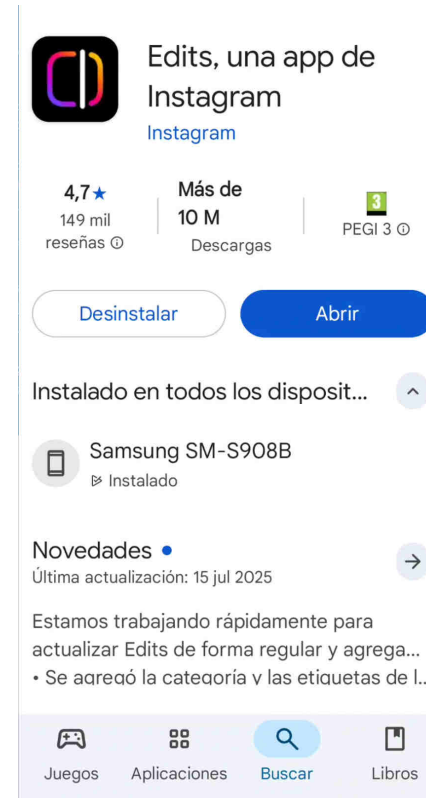 Edits, una app de
Instagram
Instagram
4,7★
149 mil
reseñas
Más de
10 M
Descargas
3
PEGI 3
Desinstalar
Abrir
Instalado en todos los disposit...
Samsung SM-S908B
Instalado
Novedades
Última actualización: 15 jul 2025
Estamos trabajando rápidamente para
actualizar Edits de forma regular y agrega...
• Se agregó la categoría y las etiquetas de l...
Juegos
Aplicaciones
Buscar
Libros